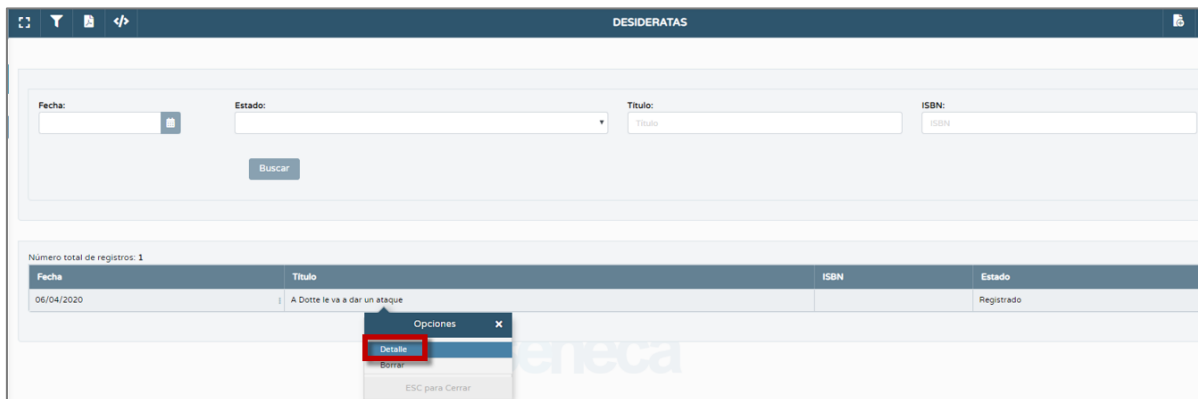 DESIDERATAS
Fecha: Estado: Título: ISBN:
Título ISBN
Buscar
Número total de registros: 1
Fecha Título ISBN Estado
06/04/2020 A Dotte le va a dar un ataque Registrado
Opciones ×
Detalle
Borrar
ESC para Cerrar
seneca